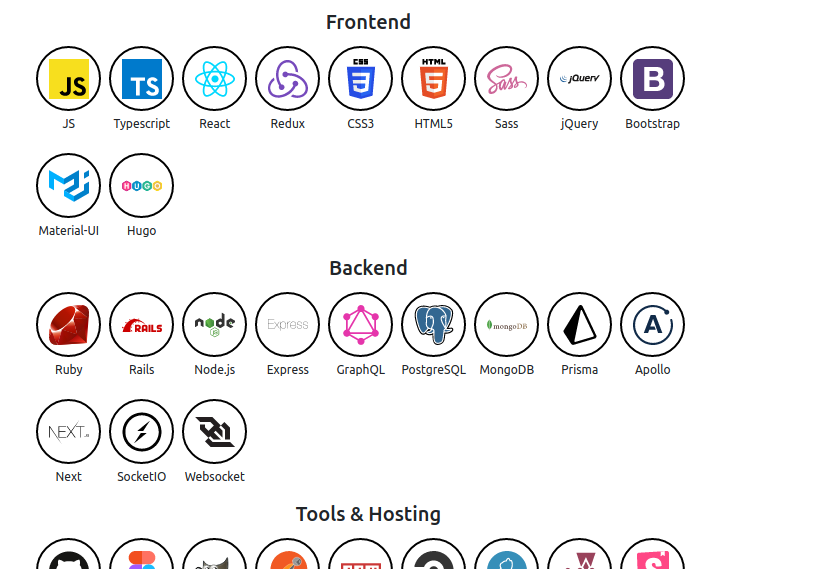 Frontend
JS TS CSS HTML Sass jQuery B
JS Typescript React Redux CSS3 HTML5 Sass jQuery Bootstrap
HUGO
Material-UI Hugo
Backend
RAILS node JS Express mongoDB A
Ruby Rails Node.js Express GraphQL PostgreSQL MongoDB Prisma Apollo
NEXT.JS
Next SocketIO Websocket
Tools & Hosting